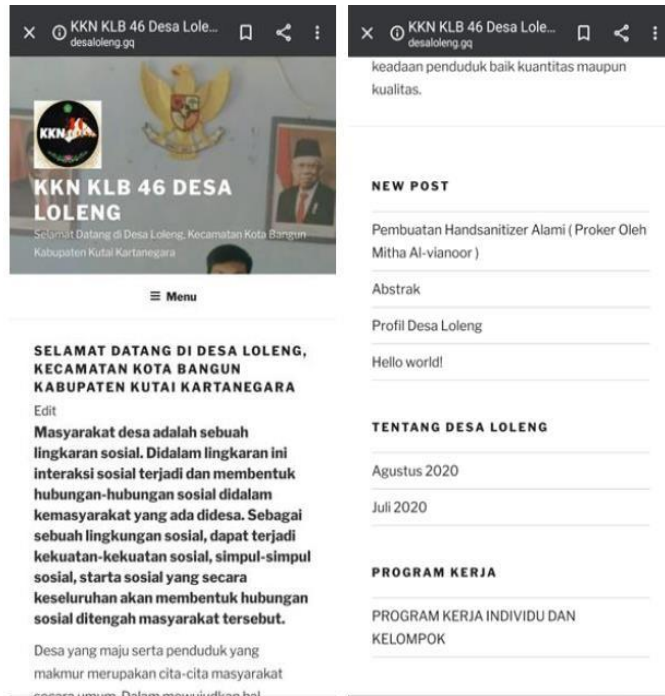 KKN KLB 46 Desa Lole...
desaloleng.gq
KKN
KKN KLB 46 DESA
LOLENG
Selamat Datang di Desa Loleng, Kecamatan Kota Bangun
Kabupaten Kutai Kartanegara
Menu
SELAMAT DATANG DI DESA LOLENG,
KECAMATAN KOTA BANGUN
KABUPATEN KUTAI KARTANEGARA
Edit
Masyarakat desa adalah sebuah
lingkaran sosial. Didalam lingkaran ini
interaksi sosial terjadi dan membentuk
hubungan-hubungan sosial didalam
kemasyarakat yang ada didesa. Sebagai
sebuah lingkungan sosial, dapat terjadi
kekuatan-kekuatan sosial, simpul-simpul
sosial, starta sosial yang secara
keseluruhan akan membentuk hubungan
sosial ditengah masyarakat tersebut.
Desa yang maju serta penduduk yang
makmur merupakan cita-cita masyarakat
secara umum. Dalam mewujudkan hal
KKN KLB 46 Desa Lole...
desaloleng.gq
keadaan penduduk baik kuantitas maupun
kualitas.
NEW POST
Pembuatan Handsanitizer Alami ( Proker Oleh
Mitha Al-vianoor )
Abstrak
Profil Desa Loleng
Hello world!
TENTANG DESA LOLENG
Agustus 2020
Juli 2020
PROGRAM KERJA
PROGRAM KERJA INDIVIDU DAN
KELOMPOK